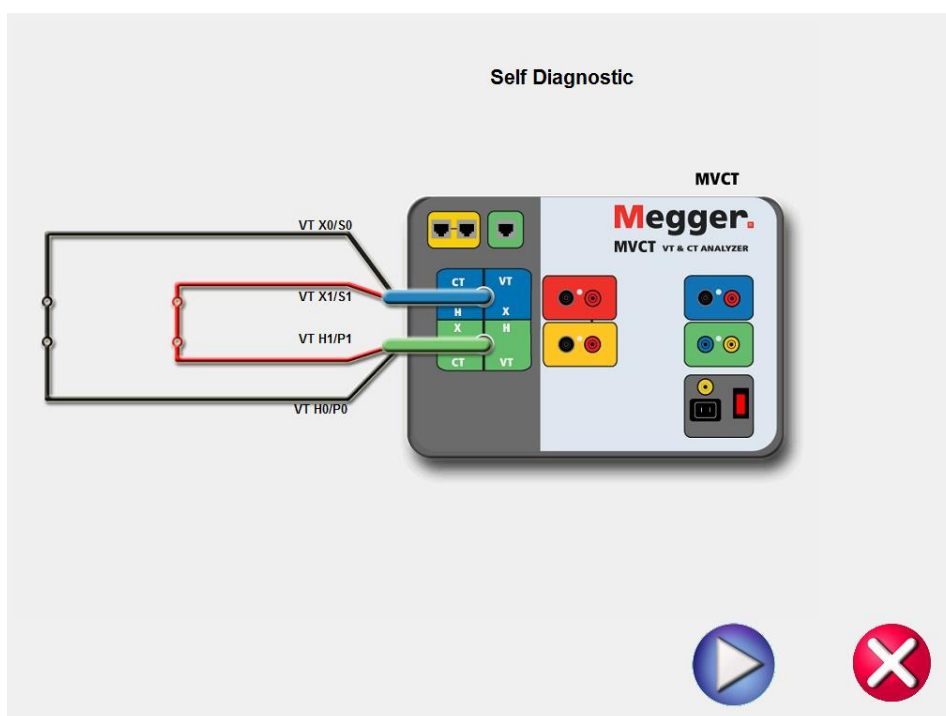 Self Diagnostic
MVCT
Megger.
MVCT VT & CT ANALYZER
VT X0/S0
CT VT
VT X1/S1
H X
X H
VT H1/P1
CT VT
VT H0/P0